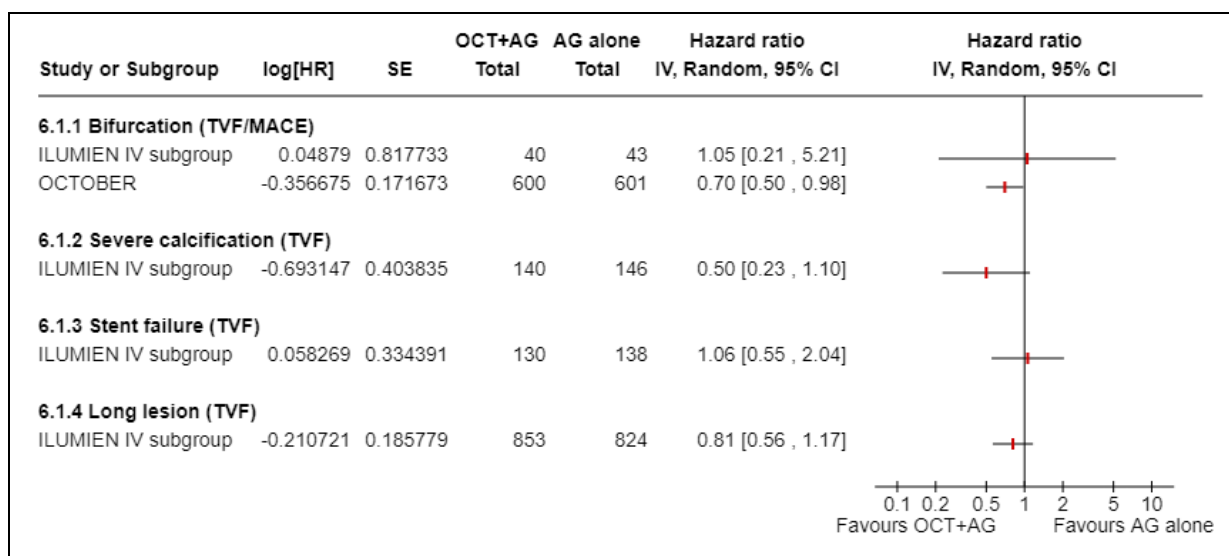 OCT+AG AG alone Hazard ratio Hazard ratio
Study or Subgroup log[HR] SE Total Total IV, Random, 95% CI IV, Random, 95% CI
6.1.1 Bifurcation (TVF/MACE)
ILUMIEN IV subgroup 0.04879 0.817733 40 43 1.05 [0.21 , 5.21]
OCTOBER -0.356675 0.171673 600 601 0.70 [0.50 , 0.98]
6.1.2 Severe calcification (TVF)
ILUMIEN IV subgroup -0.693147 0.403835 140 146 0.50 [0.23 , 1.10]
6.1.3 Stent failure (TVF)
ILUMIEN IV subgroup 0.058269 0.334391 130 138 1.06 [0.55 , 2.04]
6.1.4 Long lesion (TVF)
ILUMIEN IV subgroup -0.210721 0.185779 853 824 0.81 [0.56 , 1.17]
0.1 0.2 0.5 1 2 5 10
Favours OCT+AG Favours AG alone